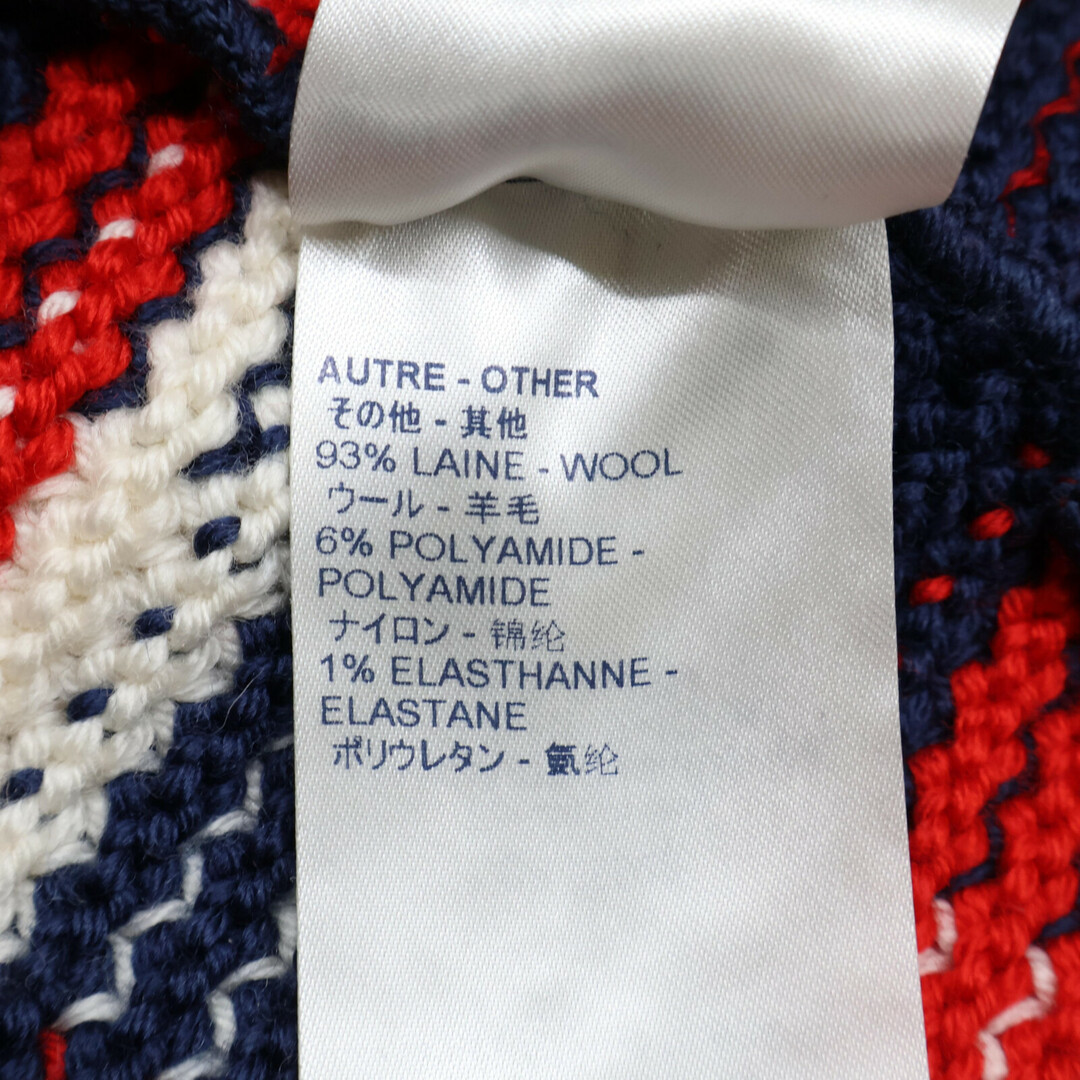 AUTRE - OTHER
その他 - 其他
93% LAINE - WOOL
ウール - 羊毛
6% POLYAMIDE -
POLYAMIDE
ナイロン - 锦纶
1% ELASTHANNE -
ELASTANE
ポリウレタン - 氨纶